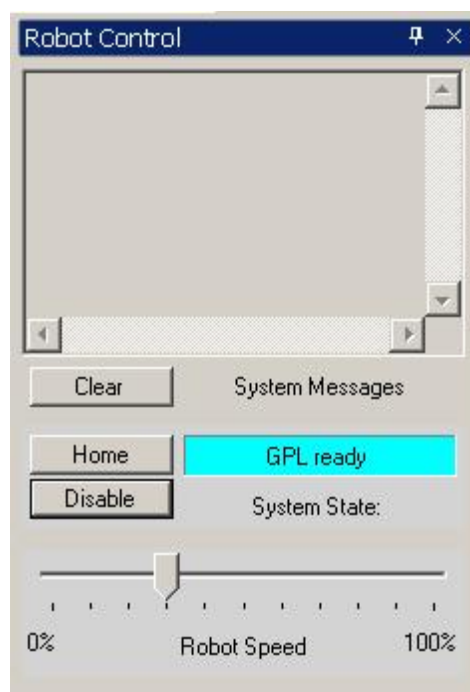 Robot Control
Clear System Messages
Home GPL ready
Disable System State:
0% Robot Speed 100%